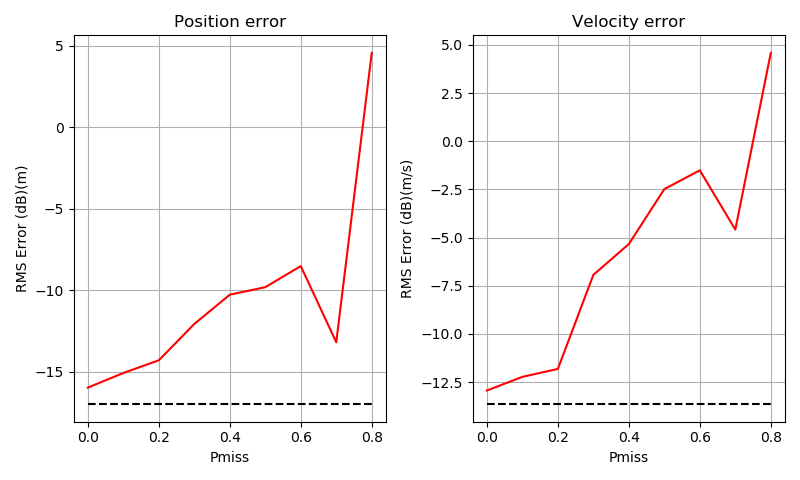 Position error
Velocity error
RMS Error (dB)(m)
5
0
−5
−10
−15
0.0 0.2 0.4 0.6 0.8
Pmiss
RMS Error (dB)(m/s)
5.0
2.5
0.0
−2.5
−5.0
−7.5
−10.0
−12.5
0.0 0.2 0.4 0.6 0.8
Pmiss